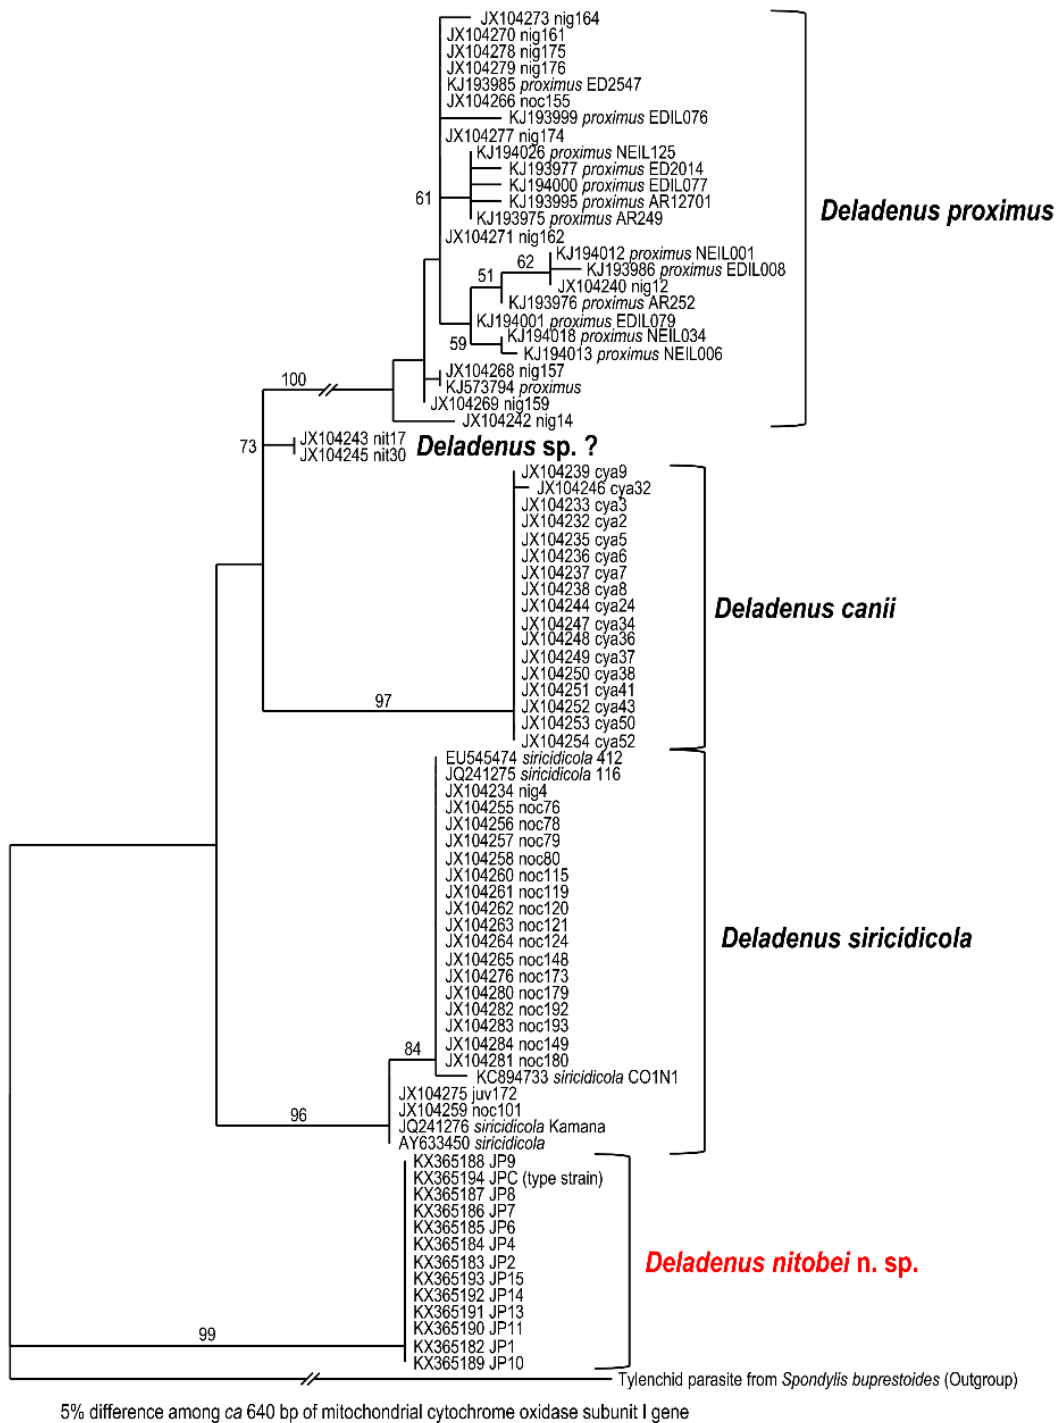 JX104273 nig164
JX104270 nig161
JX104278 nig175
JX104279 nig176
KJ193985 proximus ED2547
JX104266 noc155
KJ193999 proximus EDIL076
JX104277 nig174
KJ194026 proximus NEIL125
KJ193977 proximus ED2014
KJ194000 proximus EDIL077
61
KJ193995 proximus AR12701
Deladenus proximus
KJ193975 proximus AR249
JX104271 nig162
KJ194012 proximus NEIL001
62
KJ193986 proximus EDIL008
51
JX104240 nig12
KJ193976 proximus AR252
KJ194001 proximus EDIL079
KJ194018 proximus NEIL034
59
KJ194013 proximus NEIL006
JX104268 nig157
100
KJ573794 proximus
JX104269 nig159
JX104242 nig14
73
JX104243 nit17
JX104245 nit30
Deladenus sp. ?
JX104239 cya9
JX104246 cya32
JX104233 cya3
JX104232 cya2
JX104235 cya5
JX104236 cya6
JX104237 cya7
JX104238 cya8
JX104244 cya24
Deladenus canii
JX104247 cya34
JX104248 cya36
JX104249 cya37
JX104250 cya38
JX104251 cya41
97
JX104252 cya43
JX104253 cya50
JX104254 cya52
EU545474 siricidicola 412
JQ241275 siricidicola 116
JX104234 nig4
JX104255 noc76
JX104256 noc78
JX104257 noc79
JX104258 noc80
JX104260 noc115
JX104261 noc119
JX104262 noc120
JX104263 noc121
JX104264 noc124
Deladenus siricidicola
JX104265 noc148
JX104276 noc173
JX104280 noc179
JX104282 noc192
JX104283 noc193
JX104284 noc149
84
JX104281 noc180
KC894733 siricidicola CO1N1
JX104275 juv172
JX104259 noc101
96
JQ241276 siricidicola Kamana
AY633450 siricidicola
KX365188 JP9
KX365194 JPC (type strain)
KX365187 JP8
KX365186 JP7
KX365185 JP6
KX365184 JP4
KX365183 JP2
Deladenus nitobei n. sp.
KX365193 JP15
KX365192 JP14
KX365191 JP13
KX365190 JP11
99
KX365182 JP1
KX365189 JP10
Tylenchid parasite from Spondylis buprestoides (Outgroup)
5% difference among ca 640 bp of mitochondrial cytochrome oxidase subunit I gene